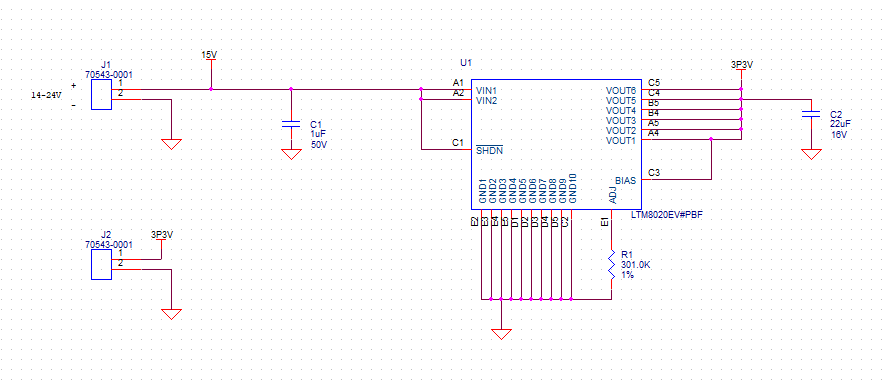 J1
70543-0001
14-24V
+
-
1
2
15V
C1
1uF
50V
U1
A1
A2
C1
VIN1
VIN2
SHDN
VOUT6
VOUT5
VOUT4
VOUT3
VOUT2
VOUT1
BIAS
C5
C4
B5
B4
A5
A4
C3
3P3V
C2
22uF
16V
GND1
GND2
GND3
GND4
GND5
GND6
GND7
GND8
GND9
GND10
ADJ
LTM8020EV#PBF
E2
E3
E4
E5
D1
D2
D3
D4
D5
C2
E1
R1
301.0K
1%
J2
70543-0001
3P3V
1
2